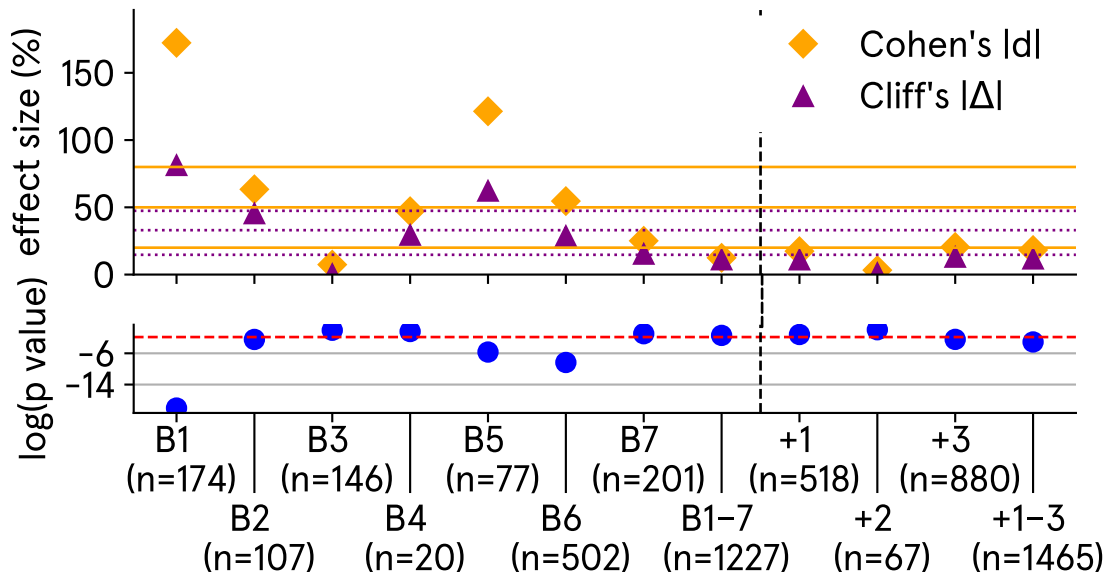 effect size (%)
150
100
50
0
Cohen's |d|
Cliff's |Δ|
log(p value)
−6
−14
B1
(n=174)
B2
(n=107)
B3
(n=146)
B4
(n=20)
B5
(n=77)
B6
(n=502)
B7
(n=201)
B1−7
(n=1227)
+1
(n=518)
+2
(n=67)
+3
(n=880)
+1−3
(n=1465)